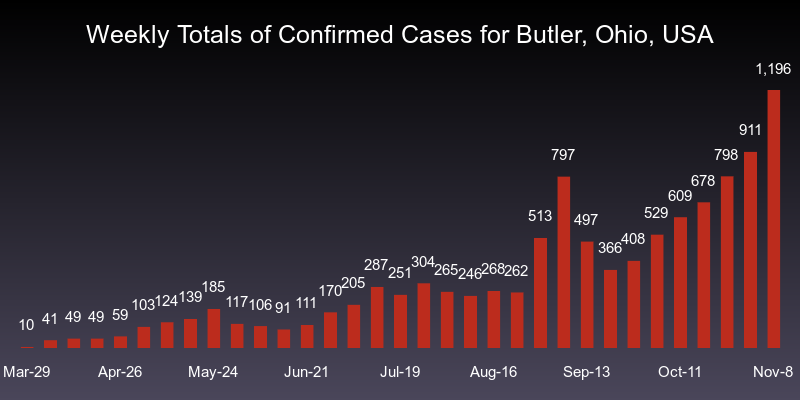 Weekly Totals of Confirmed Cases for Butler, Ohio, USA
10 41 49 49 59 103 124 139 185 117 106 91 111 170 205 287 251 304 265 246 268 262 513 797 497 366 408 529 609 678 798 911 1,196
Mar-29 Apr-26 May-24 Jun-21 Jul-19 Aug-16 Sep-13 Oct-11 Nov-8